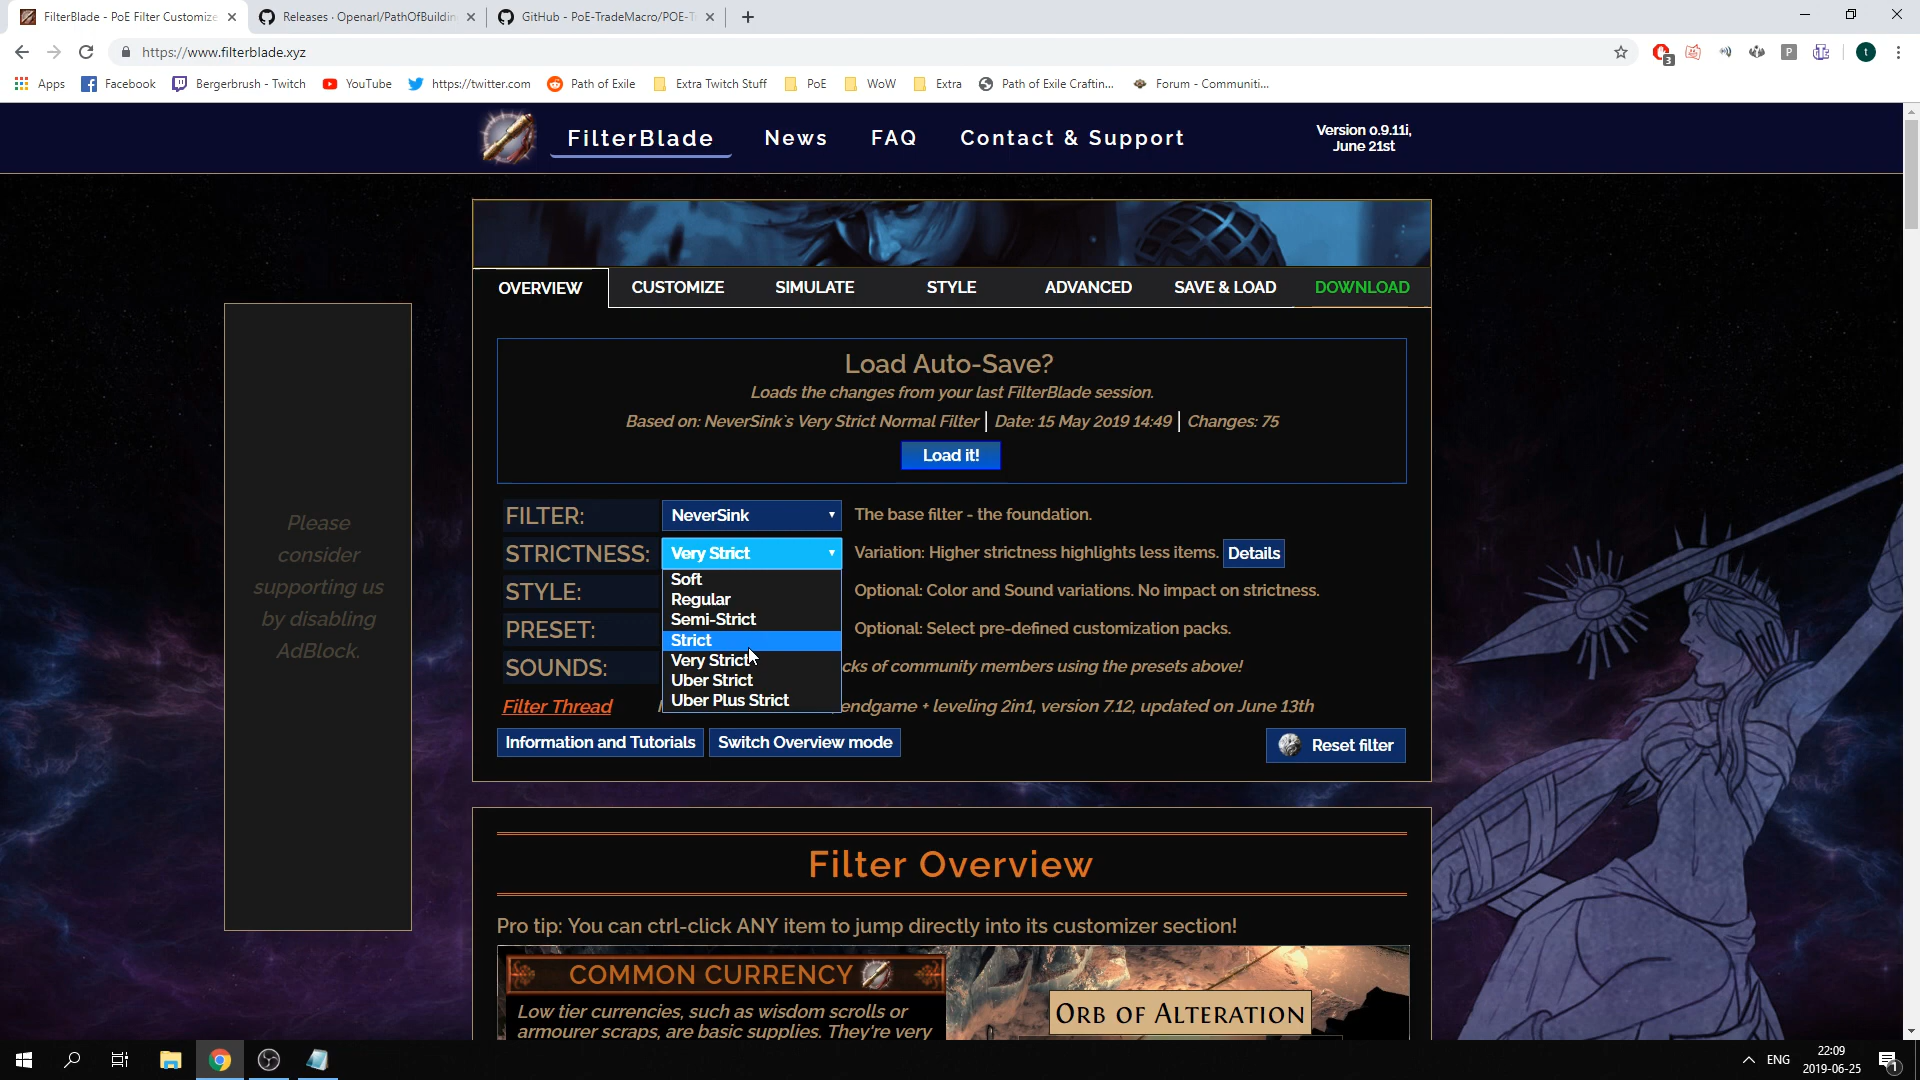 FilterBlade - PoE Filter Customize
Releases · Openarl/PathOfBuildin
GitHub - PoE-TradeMacro/POE-T
https://www.filterblade.xyz
3
P
t
Apps
Facebook
Bergerbrush - Twitch
YouTube
https://twitter.com
Path of Exile
Extra Twitch Stuff
PoE
WoW
Extra
Path of Exile Craftin...
Forum - Communiti...
FilterBlade
News
FAQ
Contact & Support
Version 0.9.11i,
June 21st
OVERVIEW
CUSTOMIZE
SIMULATE
STYLE
ADVANCED
SAVE & LOAD
DOWNLOAD
Load Auto-Save?
Loads the changes from your last FilterBlade session.
Based on: NeverSink`s Very Strict Normal Filter | Date: 15 May 2019 14:49 | Changes: 75
Load it!
Please
consider
supporting us
by disabling
AdBlock.
FILTER:
NeverSink
The base filter - the foundation.
STRICTNESS:
Very Strict
Variation: Higher strictness highlights less items.
Details
Soft
Regular
Semi-Strict
Strict
Very Strict
Uber Strict
Uber Plus Strict
STYLE:
Optional: Color and Sound variations. No impact on strictness.
PRESET:
Optional: Select pre-defined customization packs.
SOUNDS:
cks of community members using the presets above!
Filter Thread
endgame + leveling 2in1, version 7.12, updated on June 13th
Information and Tutorials
Switch Overview mode
Reset filter
Filter Overview
Pro tip: You can ctrl-click ANY item to jump directly into its customizer section!
COMMON CURRENCY
Low tier currencies, such as wisdom scrolls or
armourer scraps, are basic supplies. They're very
ORB OF ALTERATION
ENG
22:09
2019-06-25
1